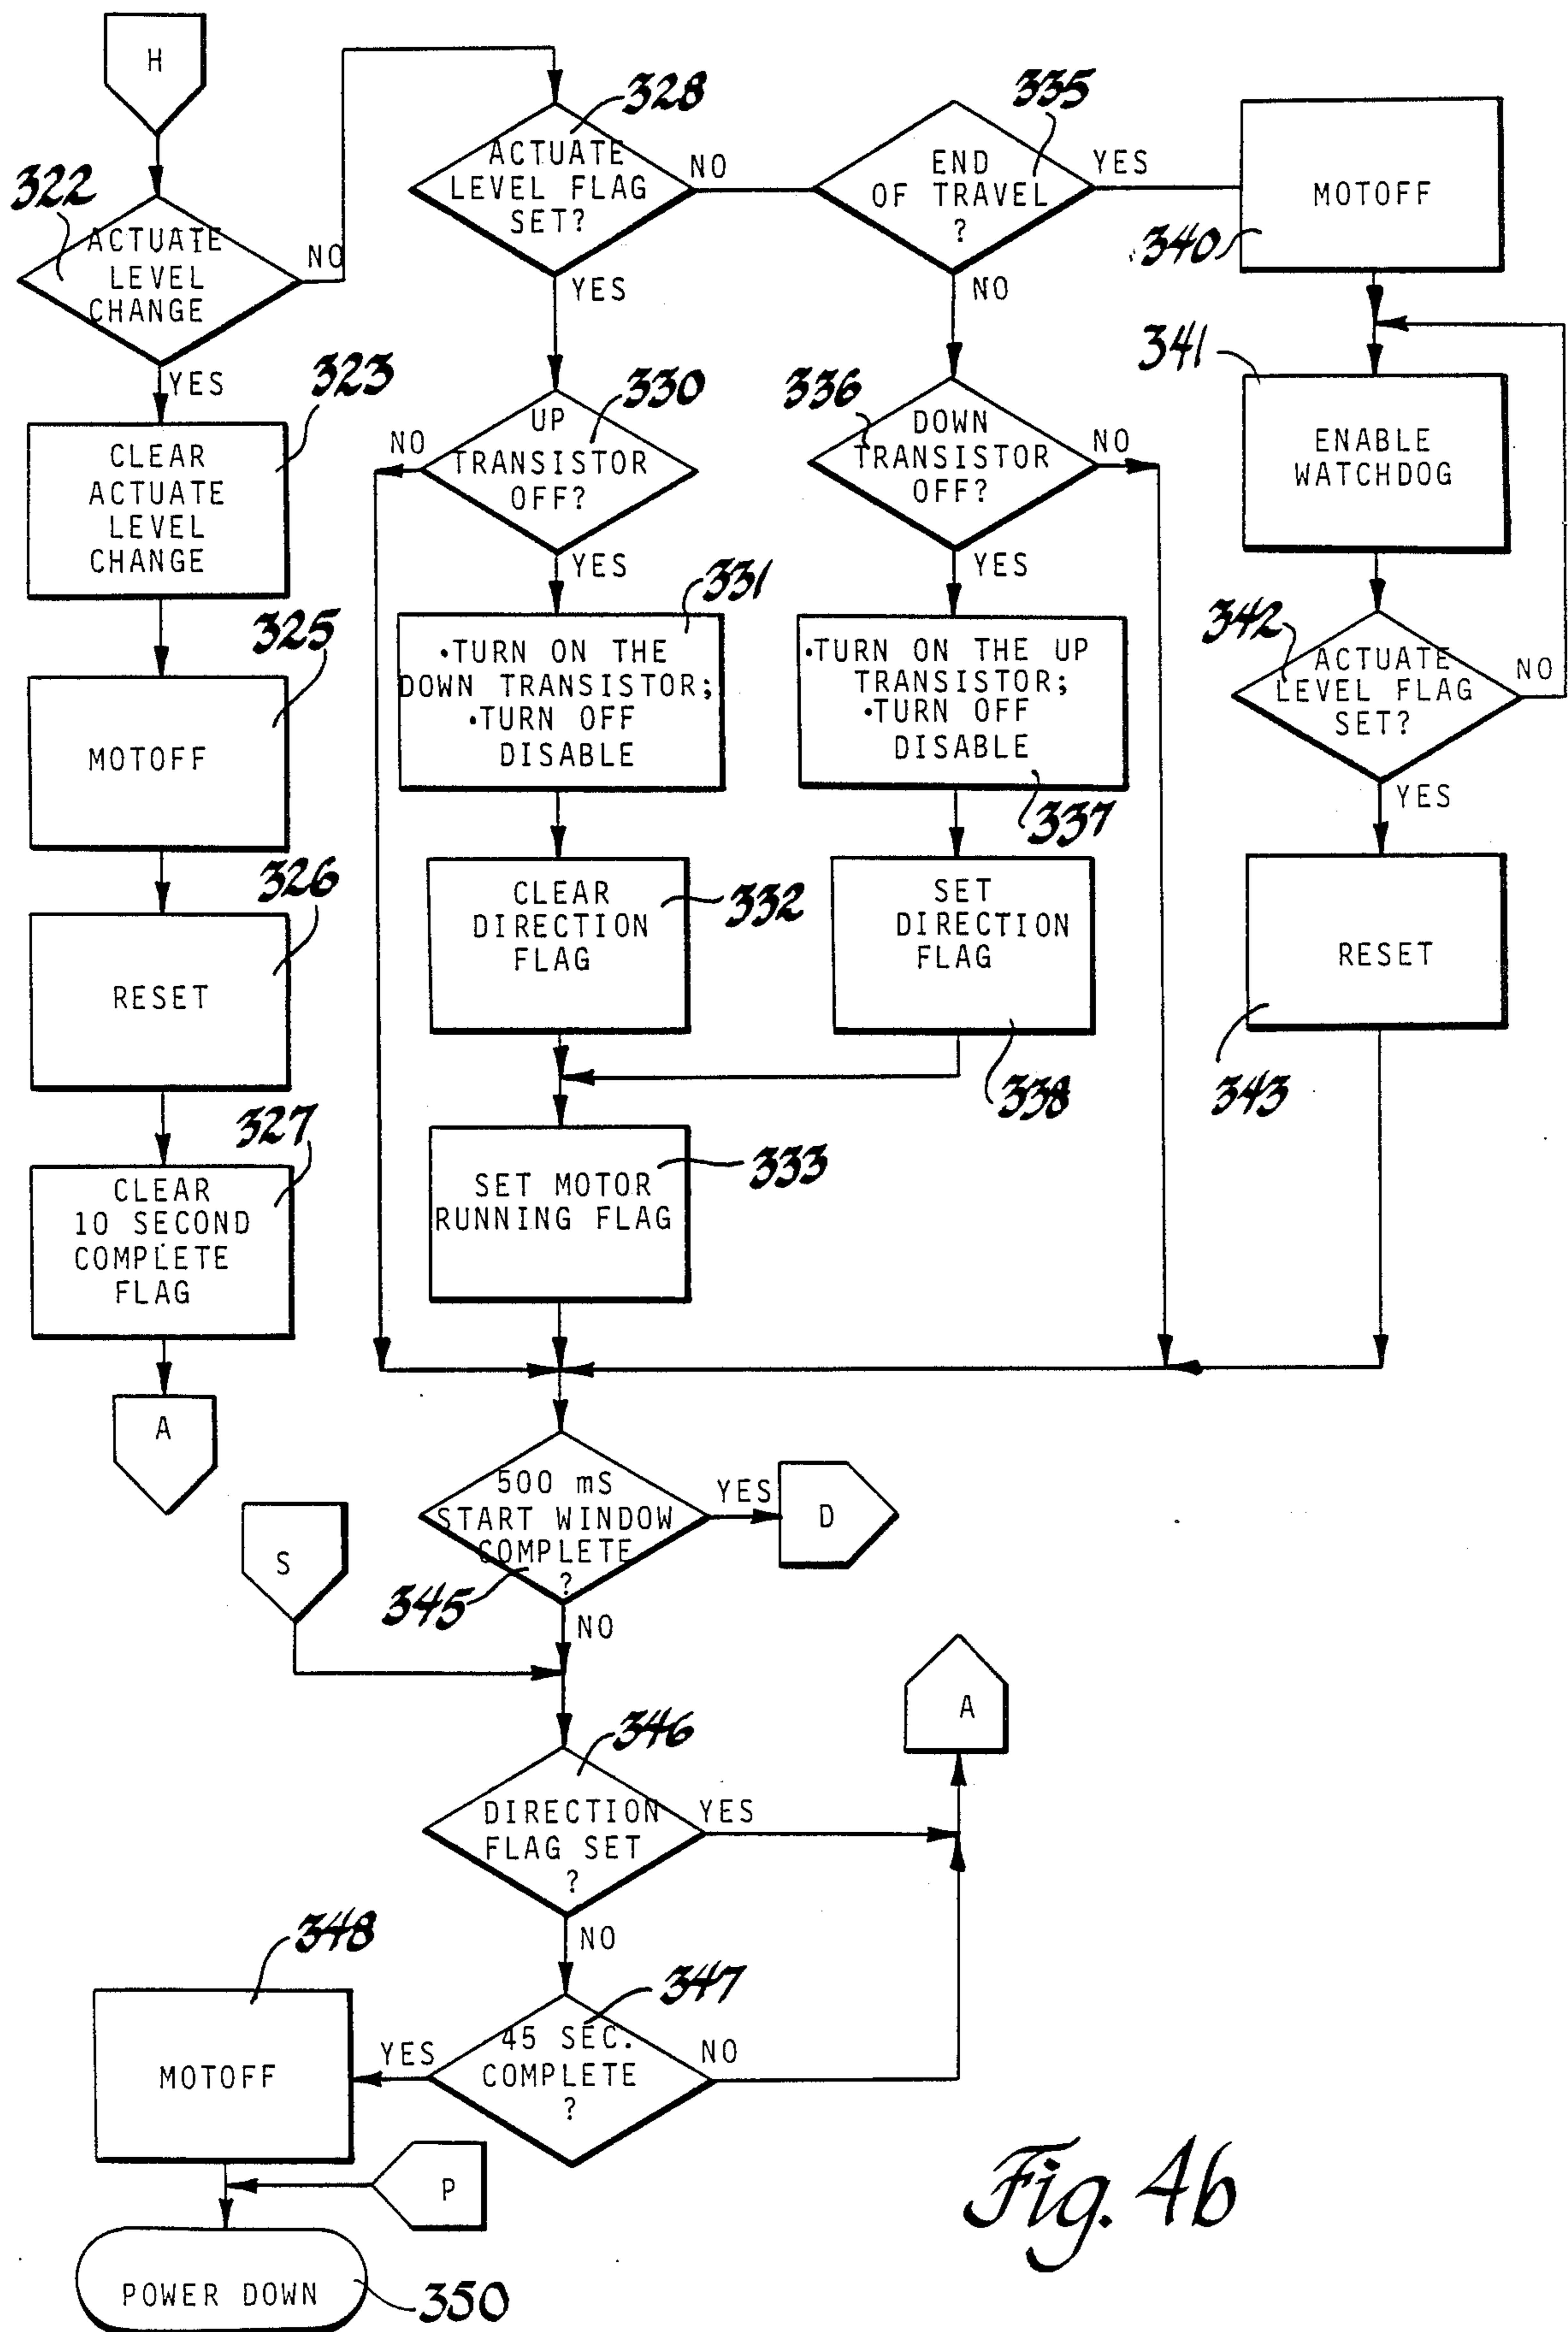 H
322
ACTUATE
LEVEL
CHANGE
NO
YES
323
CLEAR
ACTUATE
LEVEL
CHANGE
325
MOTOFF
326
RESET
327
CLEAR
10 SECOND
COMPLETE
FLAG
A
328
ACTUATE
LEVEL FLAG
SET?
NO
YES
330
UP
TRANSISTOR
OFF?
NO
YES
331
•TURN ON THE
DOWN TRANSISTOR;
•TURN OFF
DISABLE
332
CLEAR
DIRECTION
FLAG
333
SET MOTOR
RUNNING FLAG
335
END
OF TRAVEL
?
YES
NO
336
DOWN
TRANSISTOR
OFF?
NO
YES
•TURN ON THE UP
TRANSISTOR;
•TURN OFF
DISABLE
337
SET
DIRECTION
FLAG
338
MOTOFF
340
341
ENABLE
WATCHDOG
342
ACTUATE
LEVEL FLAG
SET?
NO
YES
RESET
343
500 mS
START WINDOW
COMPLETE
?
345
YES
D
NO
S
346
DIRECTION
FLAG SET
?
YES
A
NO
347
45 SEC.
COMPLETE
?
NO
YES
348
MOTOFF
P
POWER DOWN
350
Fig. 4b